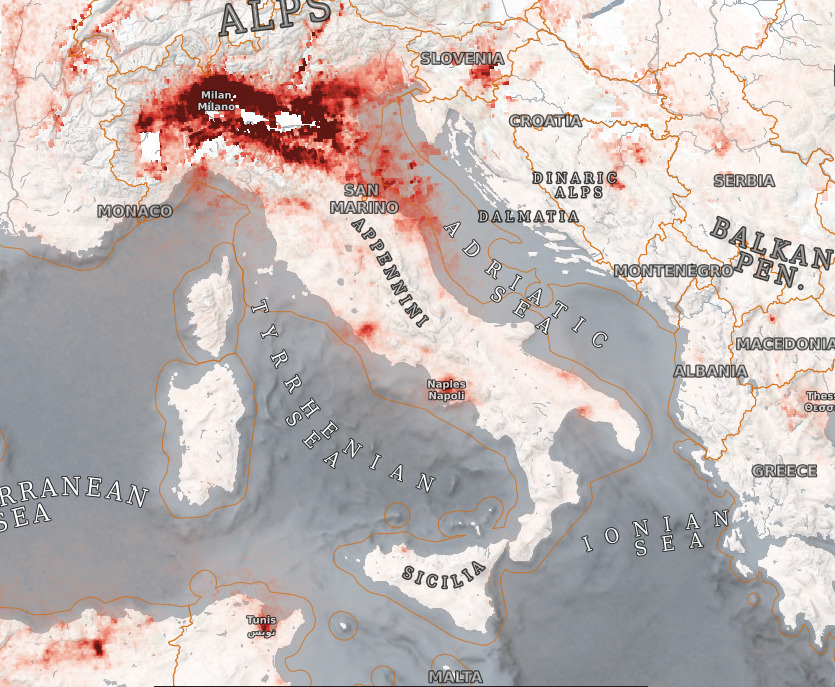 ALPS
SLOVENIA
Milan
Milano
CROATIA
DINARIC
ALPS
SERBIA
SAN
MARINO
MONACO
DALMATIA
APPENNINI
ADRIATIC
SEA
BALKAN
PEN.
MONTENEGRO
TYRRHENIAN
SEA
MACEDONIA
ALBANIA
Naples
Napoli
Thes
Θεσσ
GREECE
RRANEAN
SEA
IONIAN
SEA
SICILIA
Tunis
تونس
MALTA